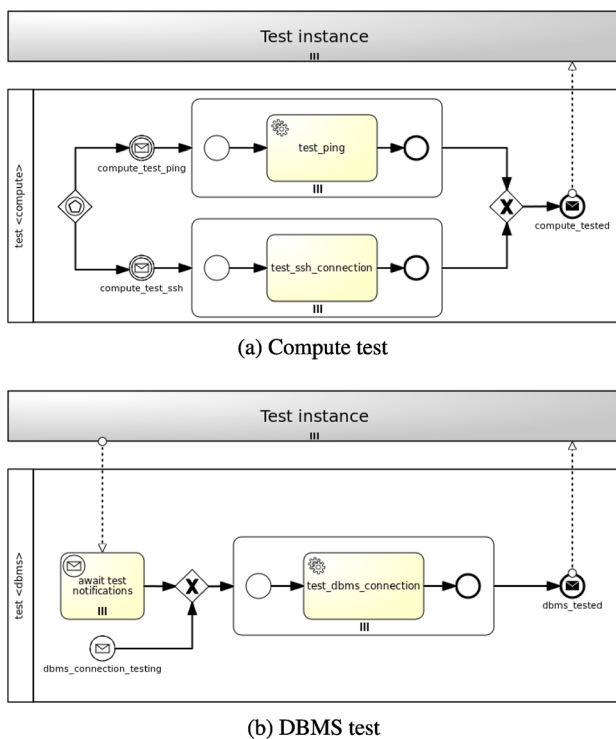 Test instance
test <compute>
compute_test_ping
test_ping
compute_test_ssh
test_ssh_connection
X
compute_tested
(a) Compute test
Test instance
test <dbms>
await test
notifications
X
test_dbms_connection
dbms_tested
dbms_connection_testing
(b) DBMS test